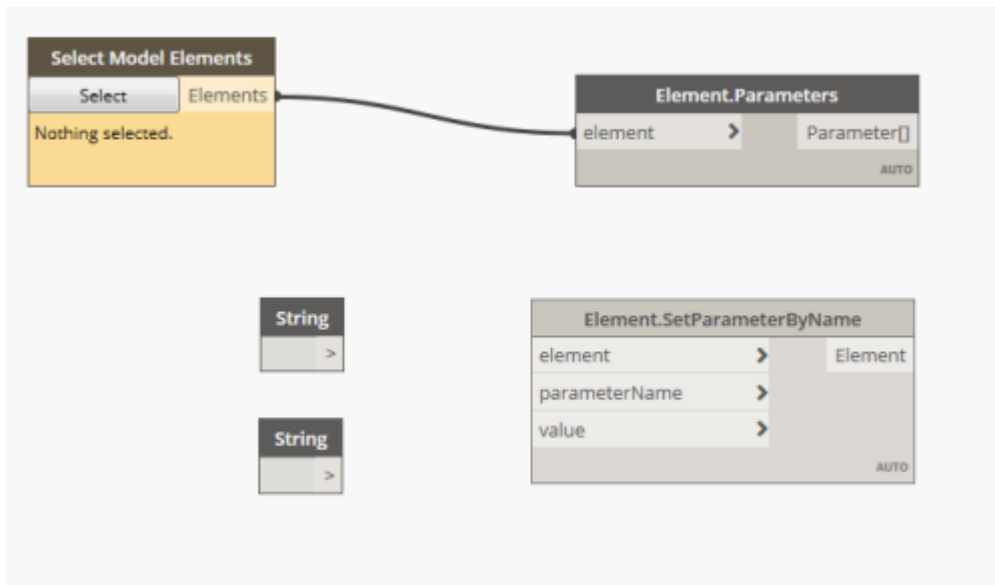 Select Model Elements
Select Elements
Nothing selected.
Element.Parameters
element > Parameter[]
AUTO
String
>
Element.SetParameterByName
element > Element
parameterName >
value >
AUTO
String
>